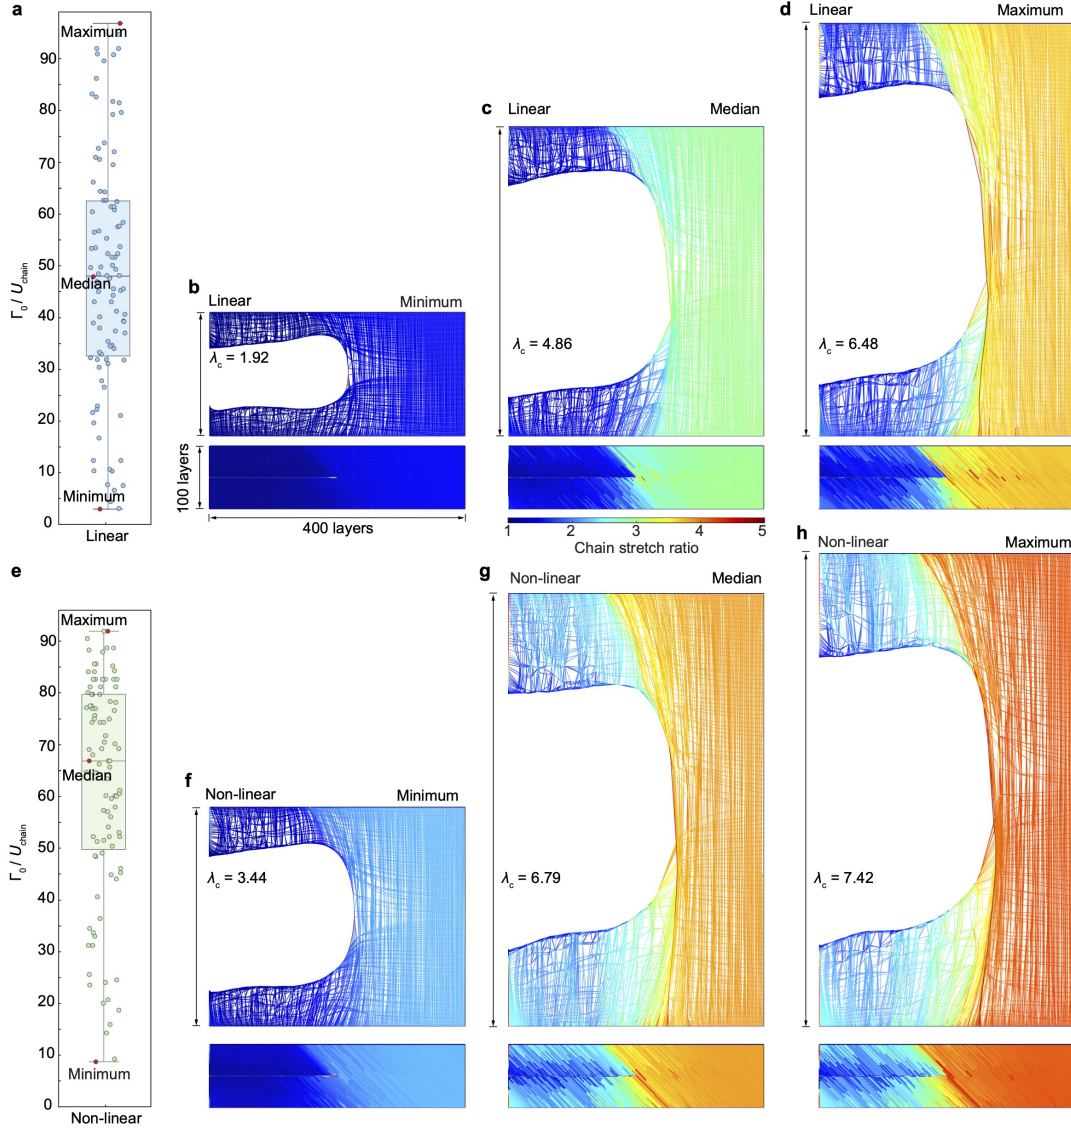 a
Maximum
90
80
70
60
50
Median
40
30
20
10
Minimum
0
Γ₀ / Uchain
Linear
b
Linear Minimum
λc = 1.92
100 layers
400 layers
c
Linear Median
λc = 4.86
1 2 3 4 5
Chain stretch ratio
d
Linear Maximum
λc = 6.48
e
Maximum
90
80
70
Median
60
50
40
30
20
10
Minimum
0
Γ₀ / Uchain
Non-linear
f
Non-linear Minimum
λc = 3.44
g
Non-linear Median
λc = 6.79
h
Non-linear Maximum
λc = 7.42